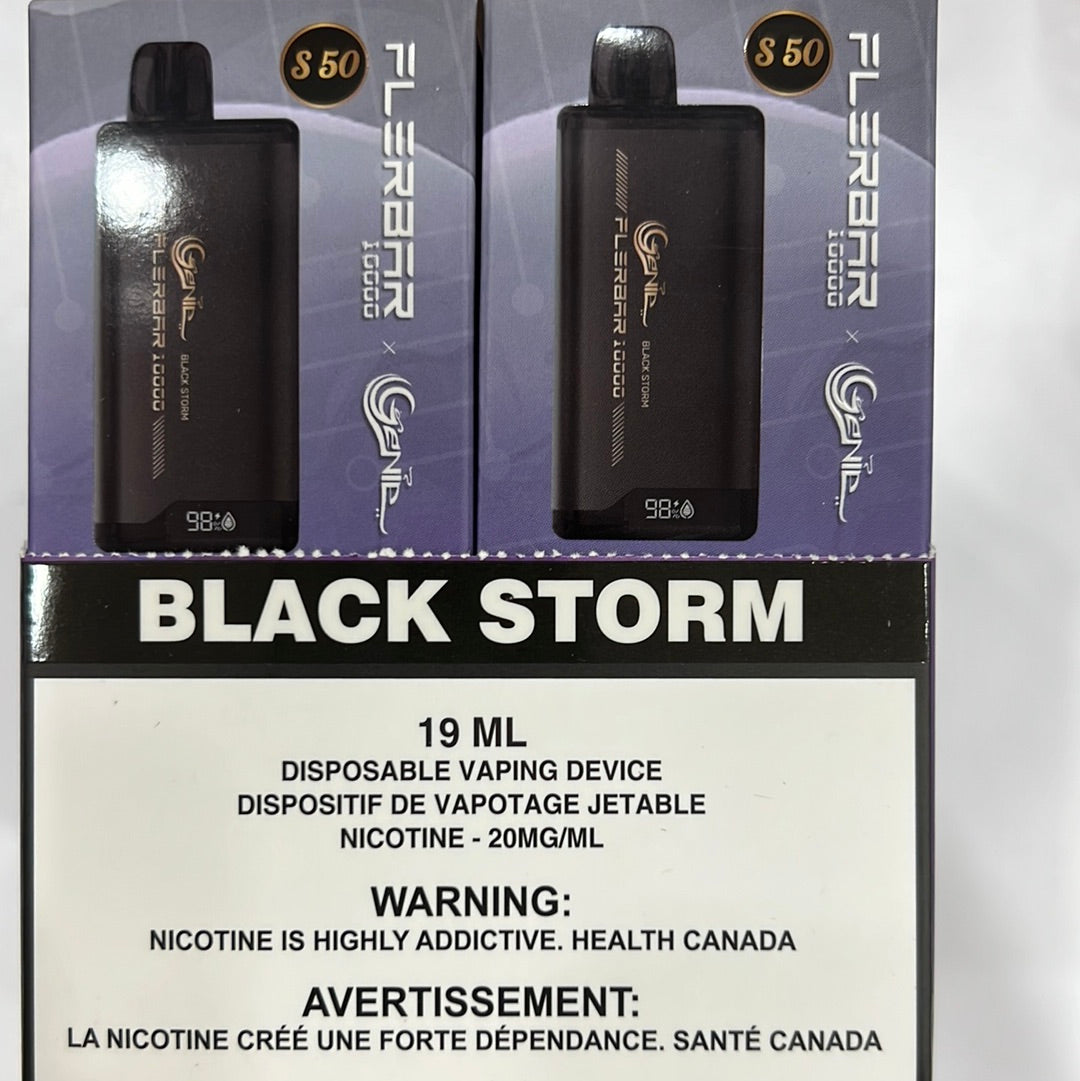 S 50
FLERBAR
10000
×
GENIE
GENIE
FLERBAR 10000
BLACK STORM
98%
S 50
FLERBAR
10000
×
GENIE
GENIE
FLERBAR 10000
BLACK STORM
98%
BLACK STORM
19 ML
DISPOSABLE VAPING DEVICE
DISPOSITIF DE VAPOTAGE JETABLE
NICOTINE - 20MG/ML
WARNING:
NICOTINE IS HIGHLY ADDICTIVE. HEALTH CANADA
AVERTISSEMENT:
LA NICOTINE CRÉÉ UNE FORTE DÉPENDANCE. SANTÉ CANADA